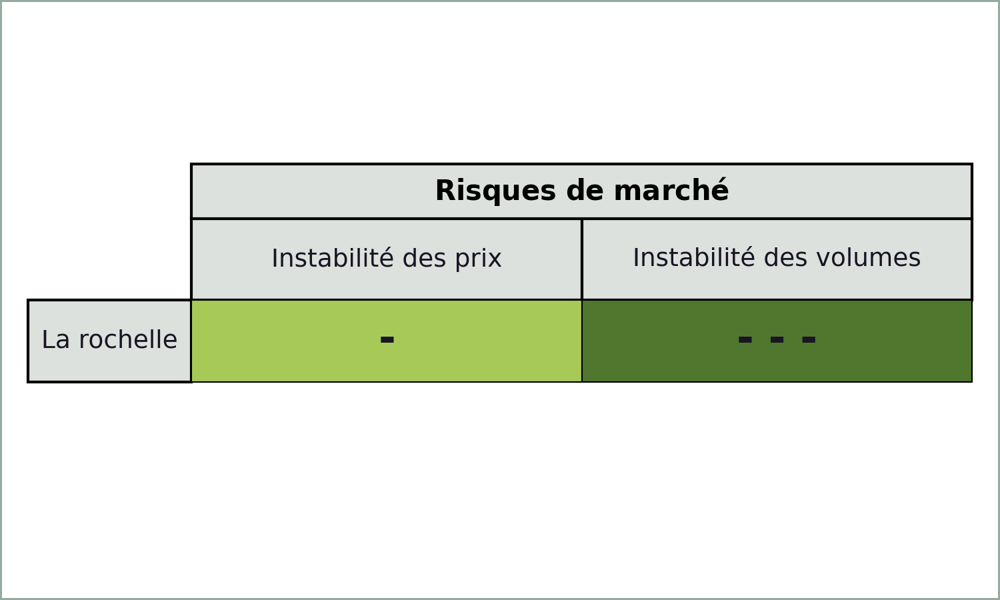 Risques de marché
Instabilité des prix
Instabilité des volumes
La rochelle
-
- - -